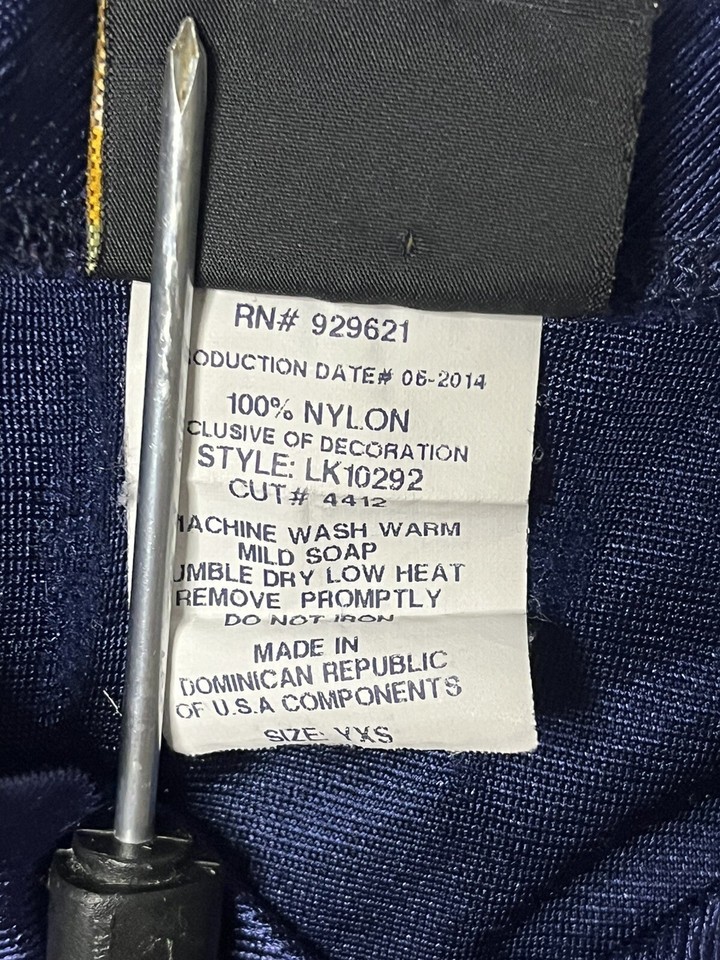 RN# 929621
ODUCTION DATE# 06-2014
100% NYLON
CLUSIVE OF DECORATION
STYLE: LK10292
CUT# 4412
MACHINE WASH WARM
MILD SOAP
UMBLE DRY LOW HEAT
REMOVE PROMPTLY
DO NOT IRON
MADE IN
DOMINICAN REPUBLIC
OF U.S.A COMPONENTS
SIZE: YXS